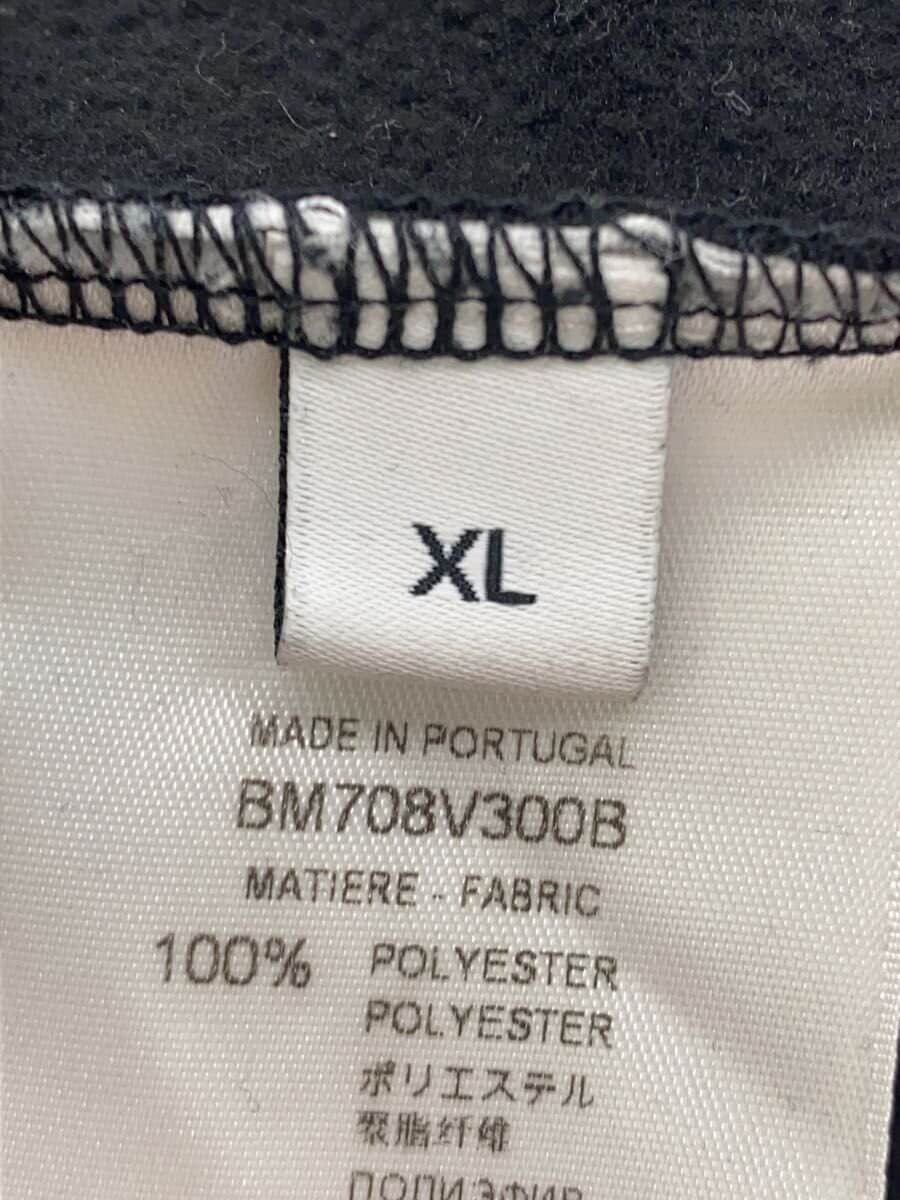 XL
MADE IN PORTUGAL
BM708V300B
MATIERE - FABRIC
100% POLYESTER
POLYESTER
ポリエステル
聚脂纤维
ПОЛИЭФИР